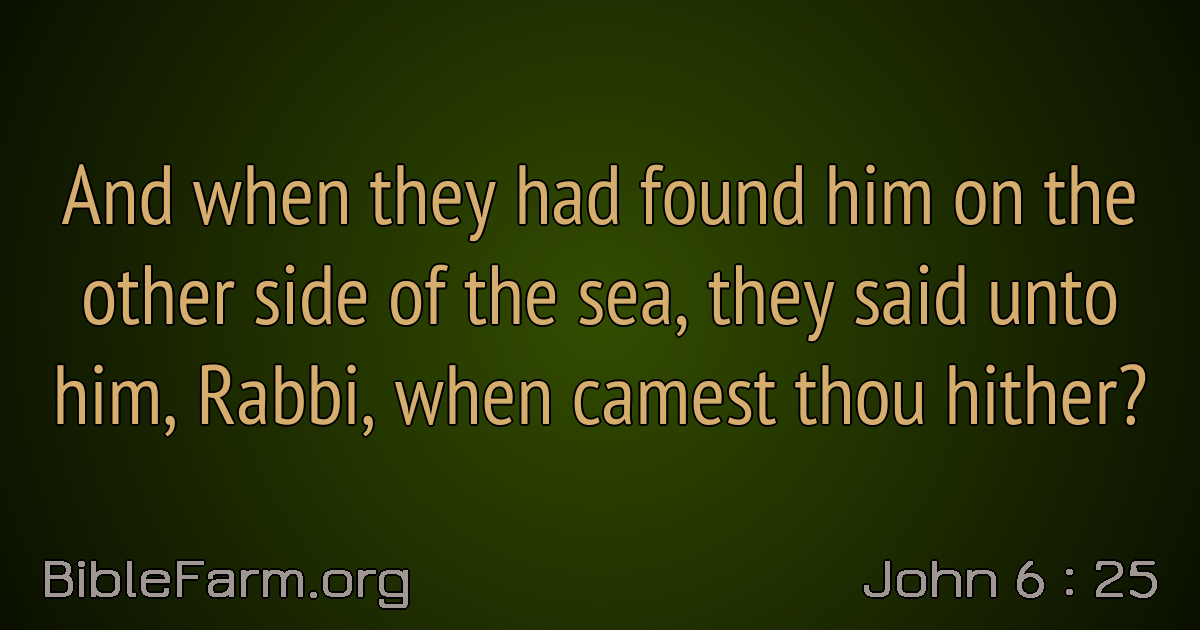 And when they had found him on the
other side of the sea, they said unto
him, Rabbi, when camest thou hither?
BibleFarm.org
John 6 : 25